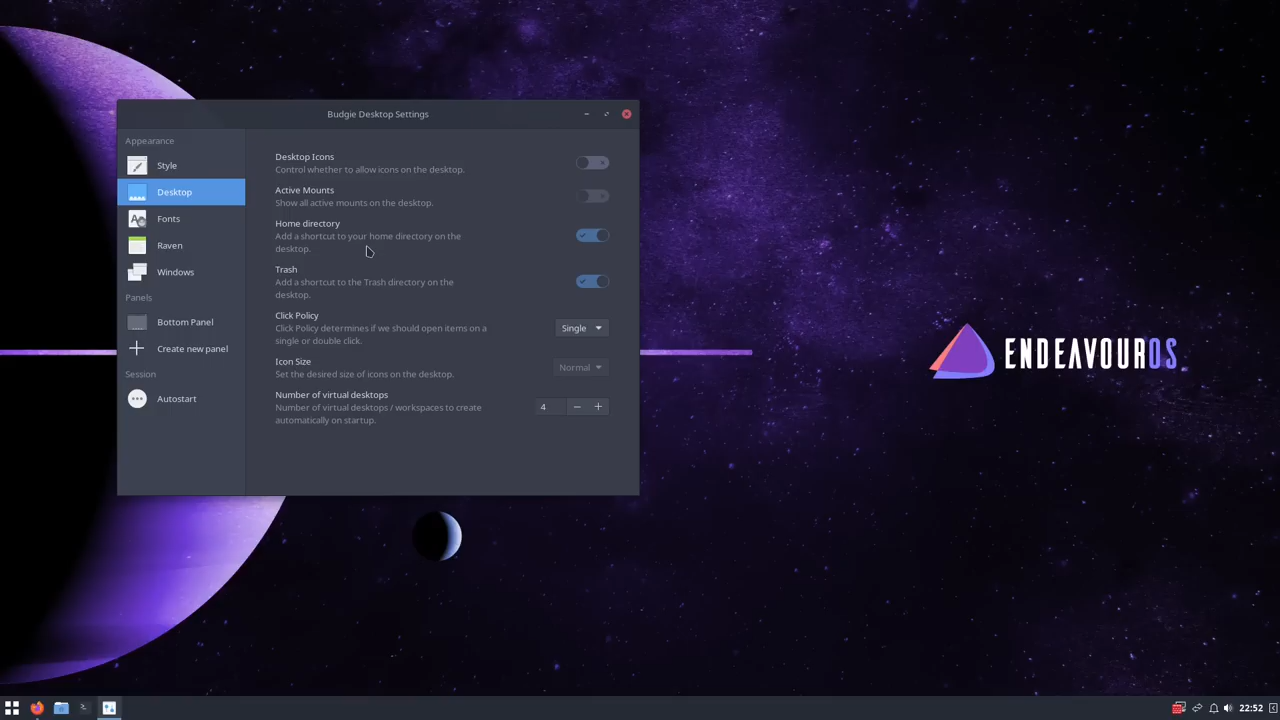 Budgie Desktop Settings
Appearance
Style
Desktop
Fonts
Raven
Windows
Panels
Bottom Panel
Create new panel
Session
Autostart
Desktop Icons
Control whether to allow icons on the desktop.
Active Mounts
Show all active mounts on the desktop.
Home directory
Add a shortcut to your home directory on the
desktop.
Trash
Add a shortcut to the Trash directory on the
desktop.
Click Policy
Click Policy determines if we should open items on a
single or double click.
Single
Icon Size
Set the desired size of icons on the desktop.
Normal
Number of virtual desktops
Number of virtual desktops / workspaces to create
automatically on startup.
4
ENDEAVOUROS
22:52